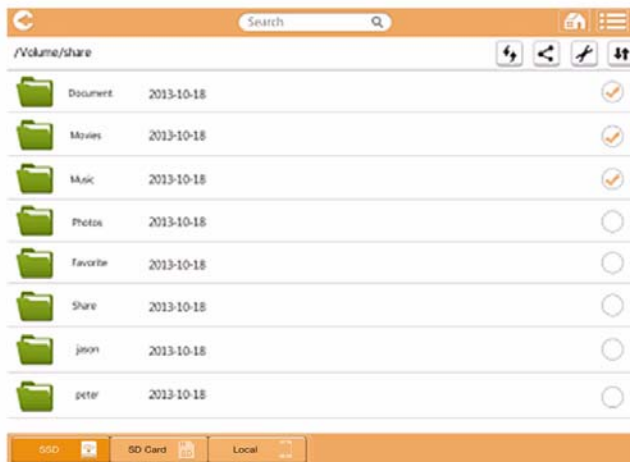 Search
/Volume/share
Document 2013-10-18
Movies 2013-10-18
Music 2013-10-18
Photos 2013-10-18
Favorite 2013-10-18
Share 2013-10-18
jason 2013-10-18
peter 2013-10-18
SSD SD Card SD Local